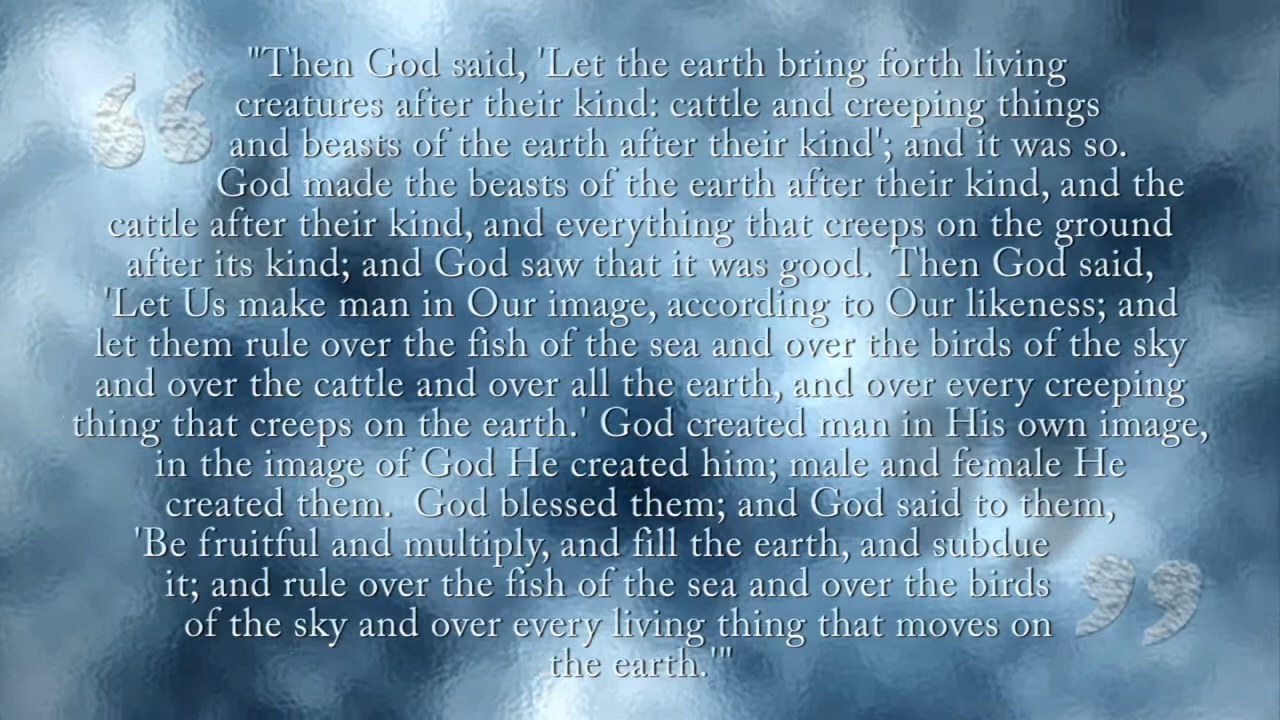 "Then God said, 'Let the earth bring forth living
creatures after their kind: cattle and creeping things
and beasts of the earth after their kind'; and it was so.
God made the beasts of the earth after their kind, and the
cattle after their kind, and everything that creeps on the ground
after its kind; and God saw that it was good.  Then God said,
'Let Us make man in Our image, according to Our likeness; and
let them rule over the fish of the sea and over the birds of the sky
and over the cattle and over all the earth, and over every creeping
thing that creeps on the earth.' God created man in His own image,
in the image of God He created him; male and female He
created them.  God blessed them; and God said to them,
'Be fruitful and multiply, and fill the earth, and subdue
it; and rule over the fish of the sea and over the birds
of the sky and over every living thing that moves on
the earth.'"